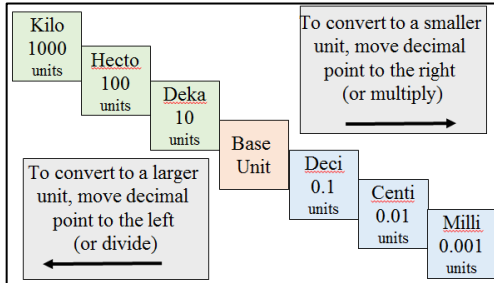 Kilo
1000
units
Hecto
100
units
Deka
10
units
Base
Unit
Deci
0.1
units
Centi
0.01
units
Milli
0.001
units
To convert to a smaller
unit, move decimal
point to the right
(or multiply)
To convert to a larger
unit, move decimal
point to the left
(or divide)